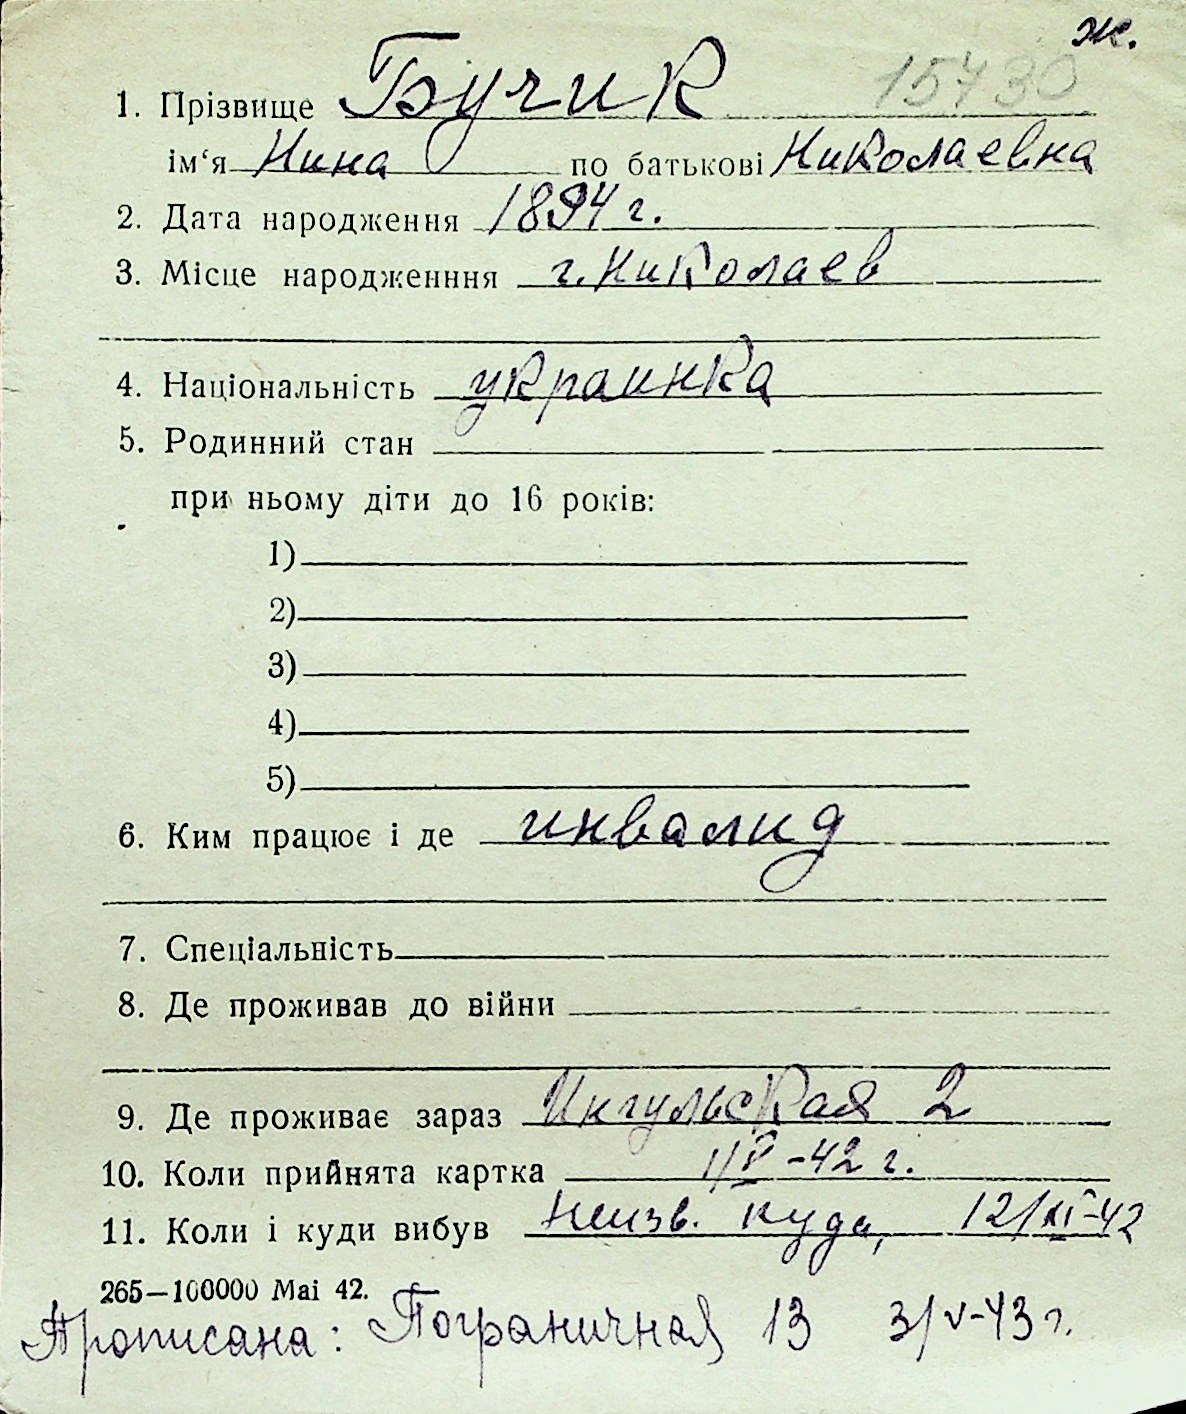 ж.
15430
1. Прізвище Бучик
ім‘я Нина по батькові Николаевна
2. Дата народження 1894 г.
3. Місце народженння г. Николаев
4. Національність украинка
5. Родинний стан
при ньому діти до 16 років:
1)
2)
3)
4)
5)
6. Ким працює і де инвалид
7. Спеціальність
8. Де проживав до війни
9. Де проживає зараз Ингульская 2
10. Коли прийнята картка 1/V-42 г.
11. Коли і куди вибув Неизв. куда, 12/XI-42
265—100000 Маі 42.
Прописана: Пограничная 13 3/V-43 г.